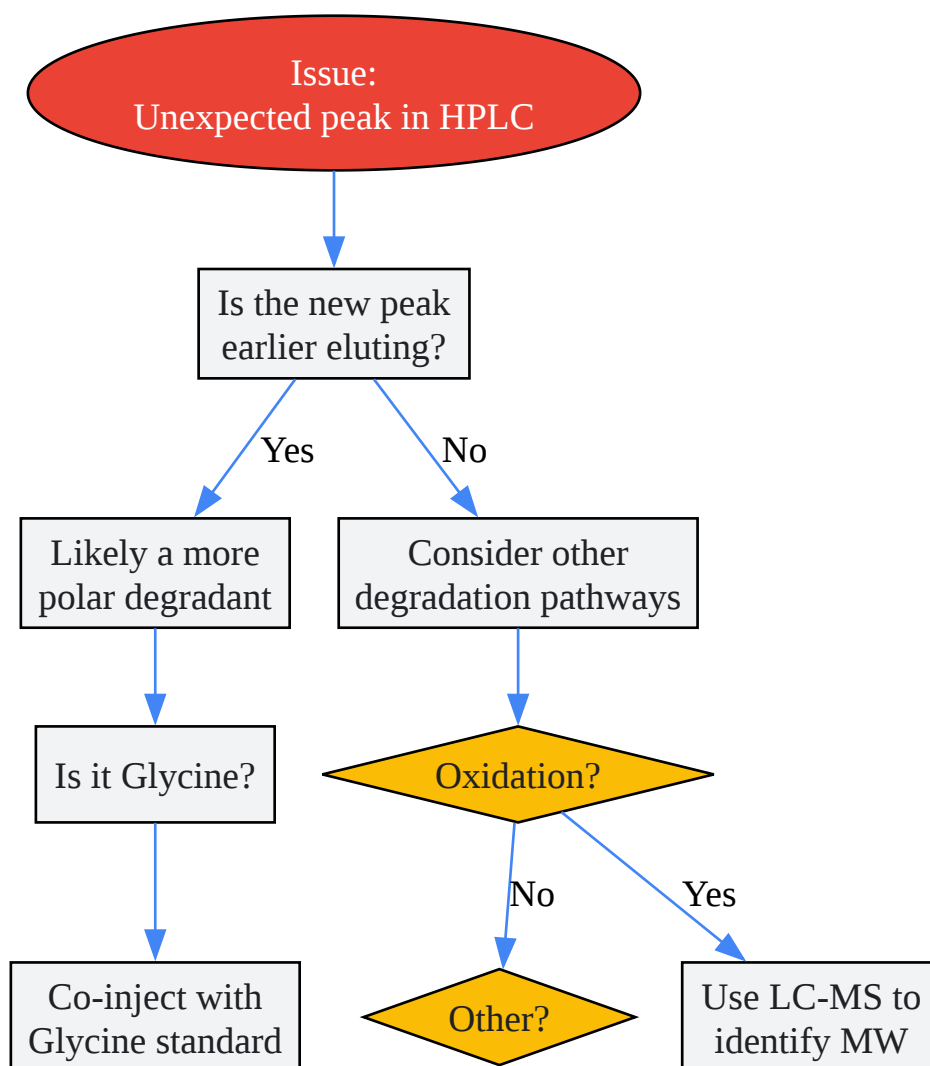 Issue:
Unexpected peak in HPLC
Is the new peak
earlier eluting?
Yes
No
Likely a more
polar degradant
Consider other
degradation pathways
Is it Glycine?
Oxidation?
No
Yes
Co-inject with
Glycine standard
Other?
Use LC-MS to
identify MW